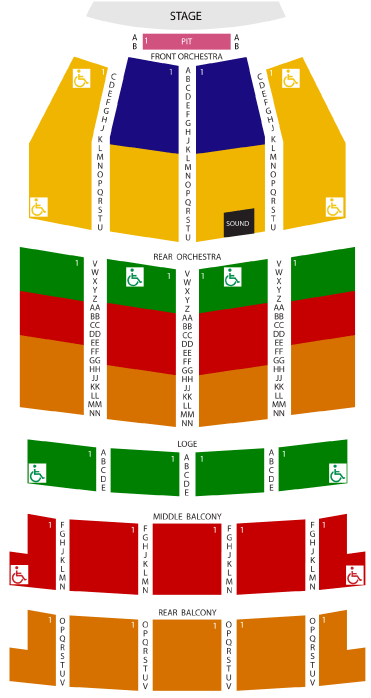 STAGE
A
B
1 PIT
A
B
FRONT ORCHESTRA
1
1
1
1
C
D
E
F
G
H
J
K
L
M
N
O
P
Q
R
S
T
U
A
B
C
D
E
F
G
H
J
K
L
M
N
O
P
Q
R
S
T
U
C
D
E
F
G
H
J
K
L
M
N
O
P
Q
R
S
T
U
SOUND
REAR ORCHESTRA
1
1
1
1
V
W
X
Y
Z
AA
BB
CC
DD
EE
FF
GG
HH
JJ
KK
LL
MM
NN
V
W
X
Y
Z
AA
BB
CC
DD
EE
FF
GG
HH
JJ
KK
LL
MM
NN
V
W
X
Y
Z
AA
BB
CC
DD
EE
FF
GG
HH
JJ
KK
LL
MM
NN
LOGE
1
1
1
1
A
B
C
D
E
A
B
C
D
E
A
B
C
D
E
MIDDLE BALCONY
1
1
1
1
1
F
G
H
J
K
L
M
N
F
G
H
J
K
L
M
N
F
G
H
J
K
L
M
N
F
G
H
J
K
L
M
N
REAR BALCONY
1
1
1
1
1
O
P
Q
R
S
T
U
V
O
P
Q
R
S
T
U
V
O
P
Q
R
S
T
U
V
O
P
Q
R
S
T
U
V